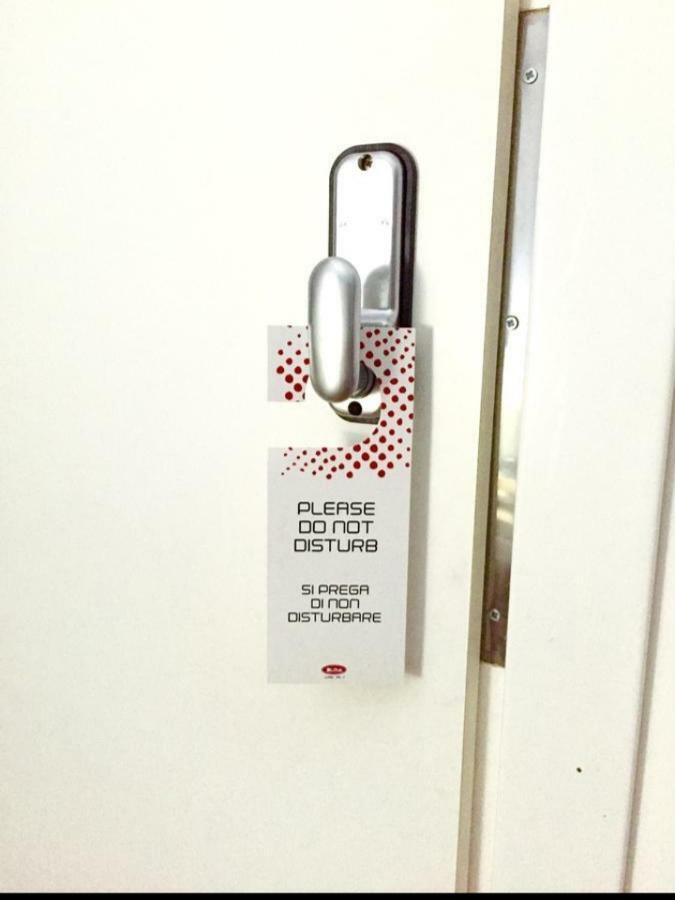 PLEASE
DO NOT
DISTURB
SI PREGA
DI NON
DISTURBARE